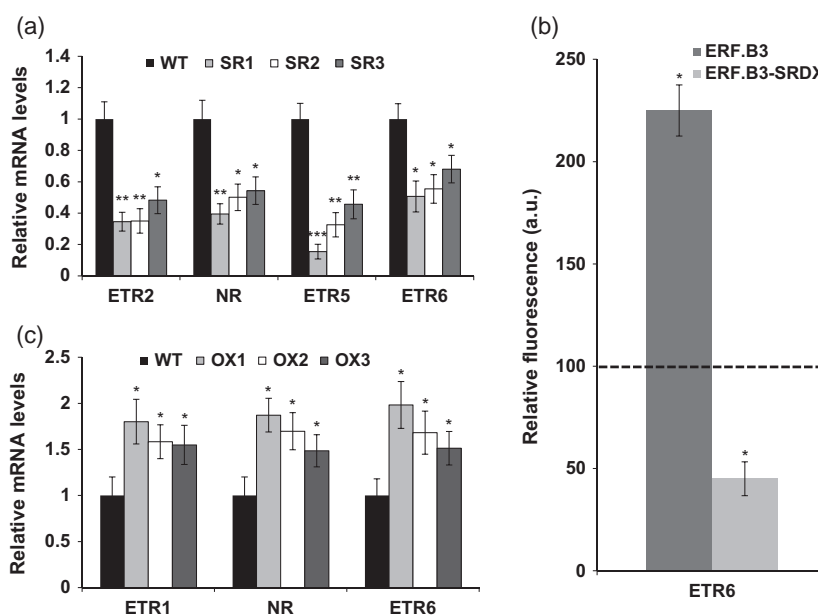 (a)
1.4
1.2
1
0.8
0.6
0.4
0.2
0
Relative mRNA levels
WT SR1 SR2 SR3
** ** *
** * *
*** ** **
* * *
ETR2 NR ETR5 ETR6
(b)
250
200
150
100
50
0
Relative fluorescence (a.u.)
ERF.B3
ERF.B3-SRDX
*
*
ETR6
(c)
2.5
2
1.5
1
0.5
0
Relative mRNA levels
WT OX1 OX2 OX3
* * *
* * *
* * *
ETR1 NR ETR6